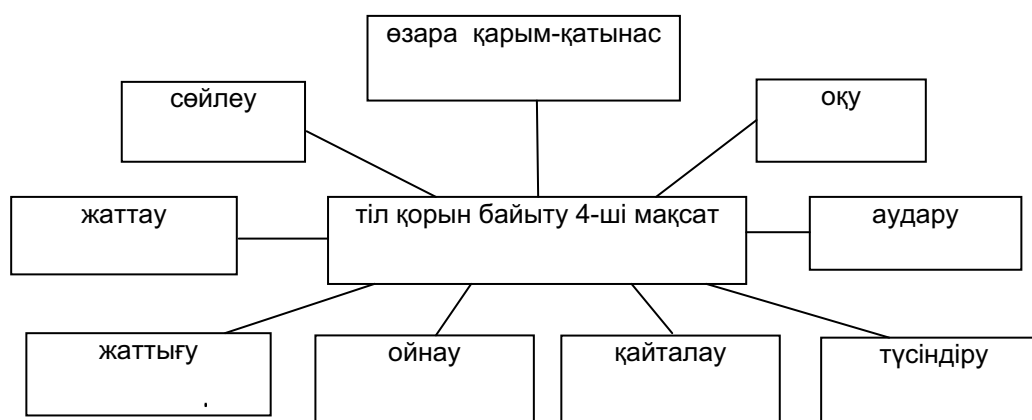 өзара қарым-қатынас
сөйлеу
оқу
жаттау
тіл қорын байыту 4-ші мақсат
аудару
жаттығу
ойнау
қайталау
түсіндіру
.